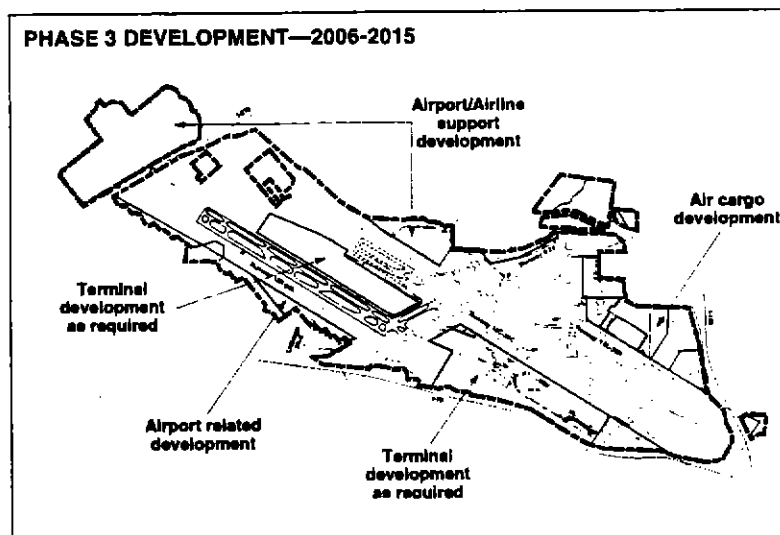 PHASE 3 DEVELOPMENT—2006-2015
Airport/Airline
support
development
Air cargo
development
Terminal
development
as required
Airport related
development
Terminal
development
as required